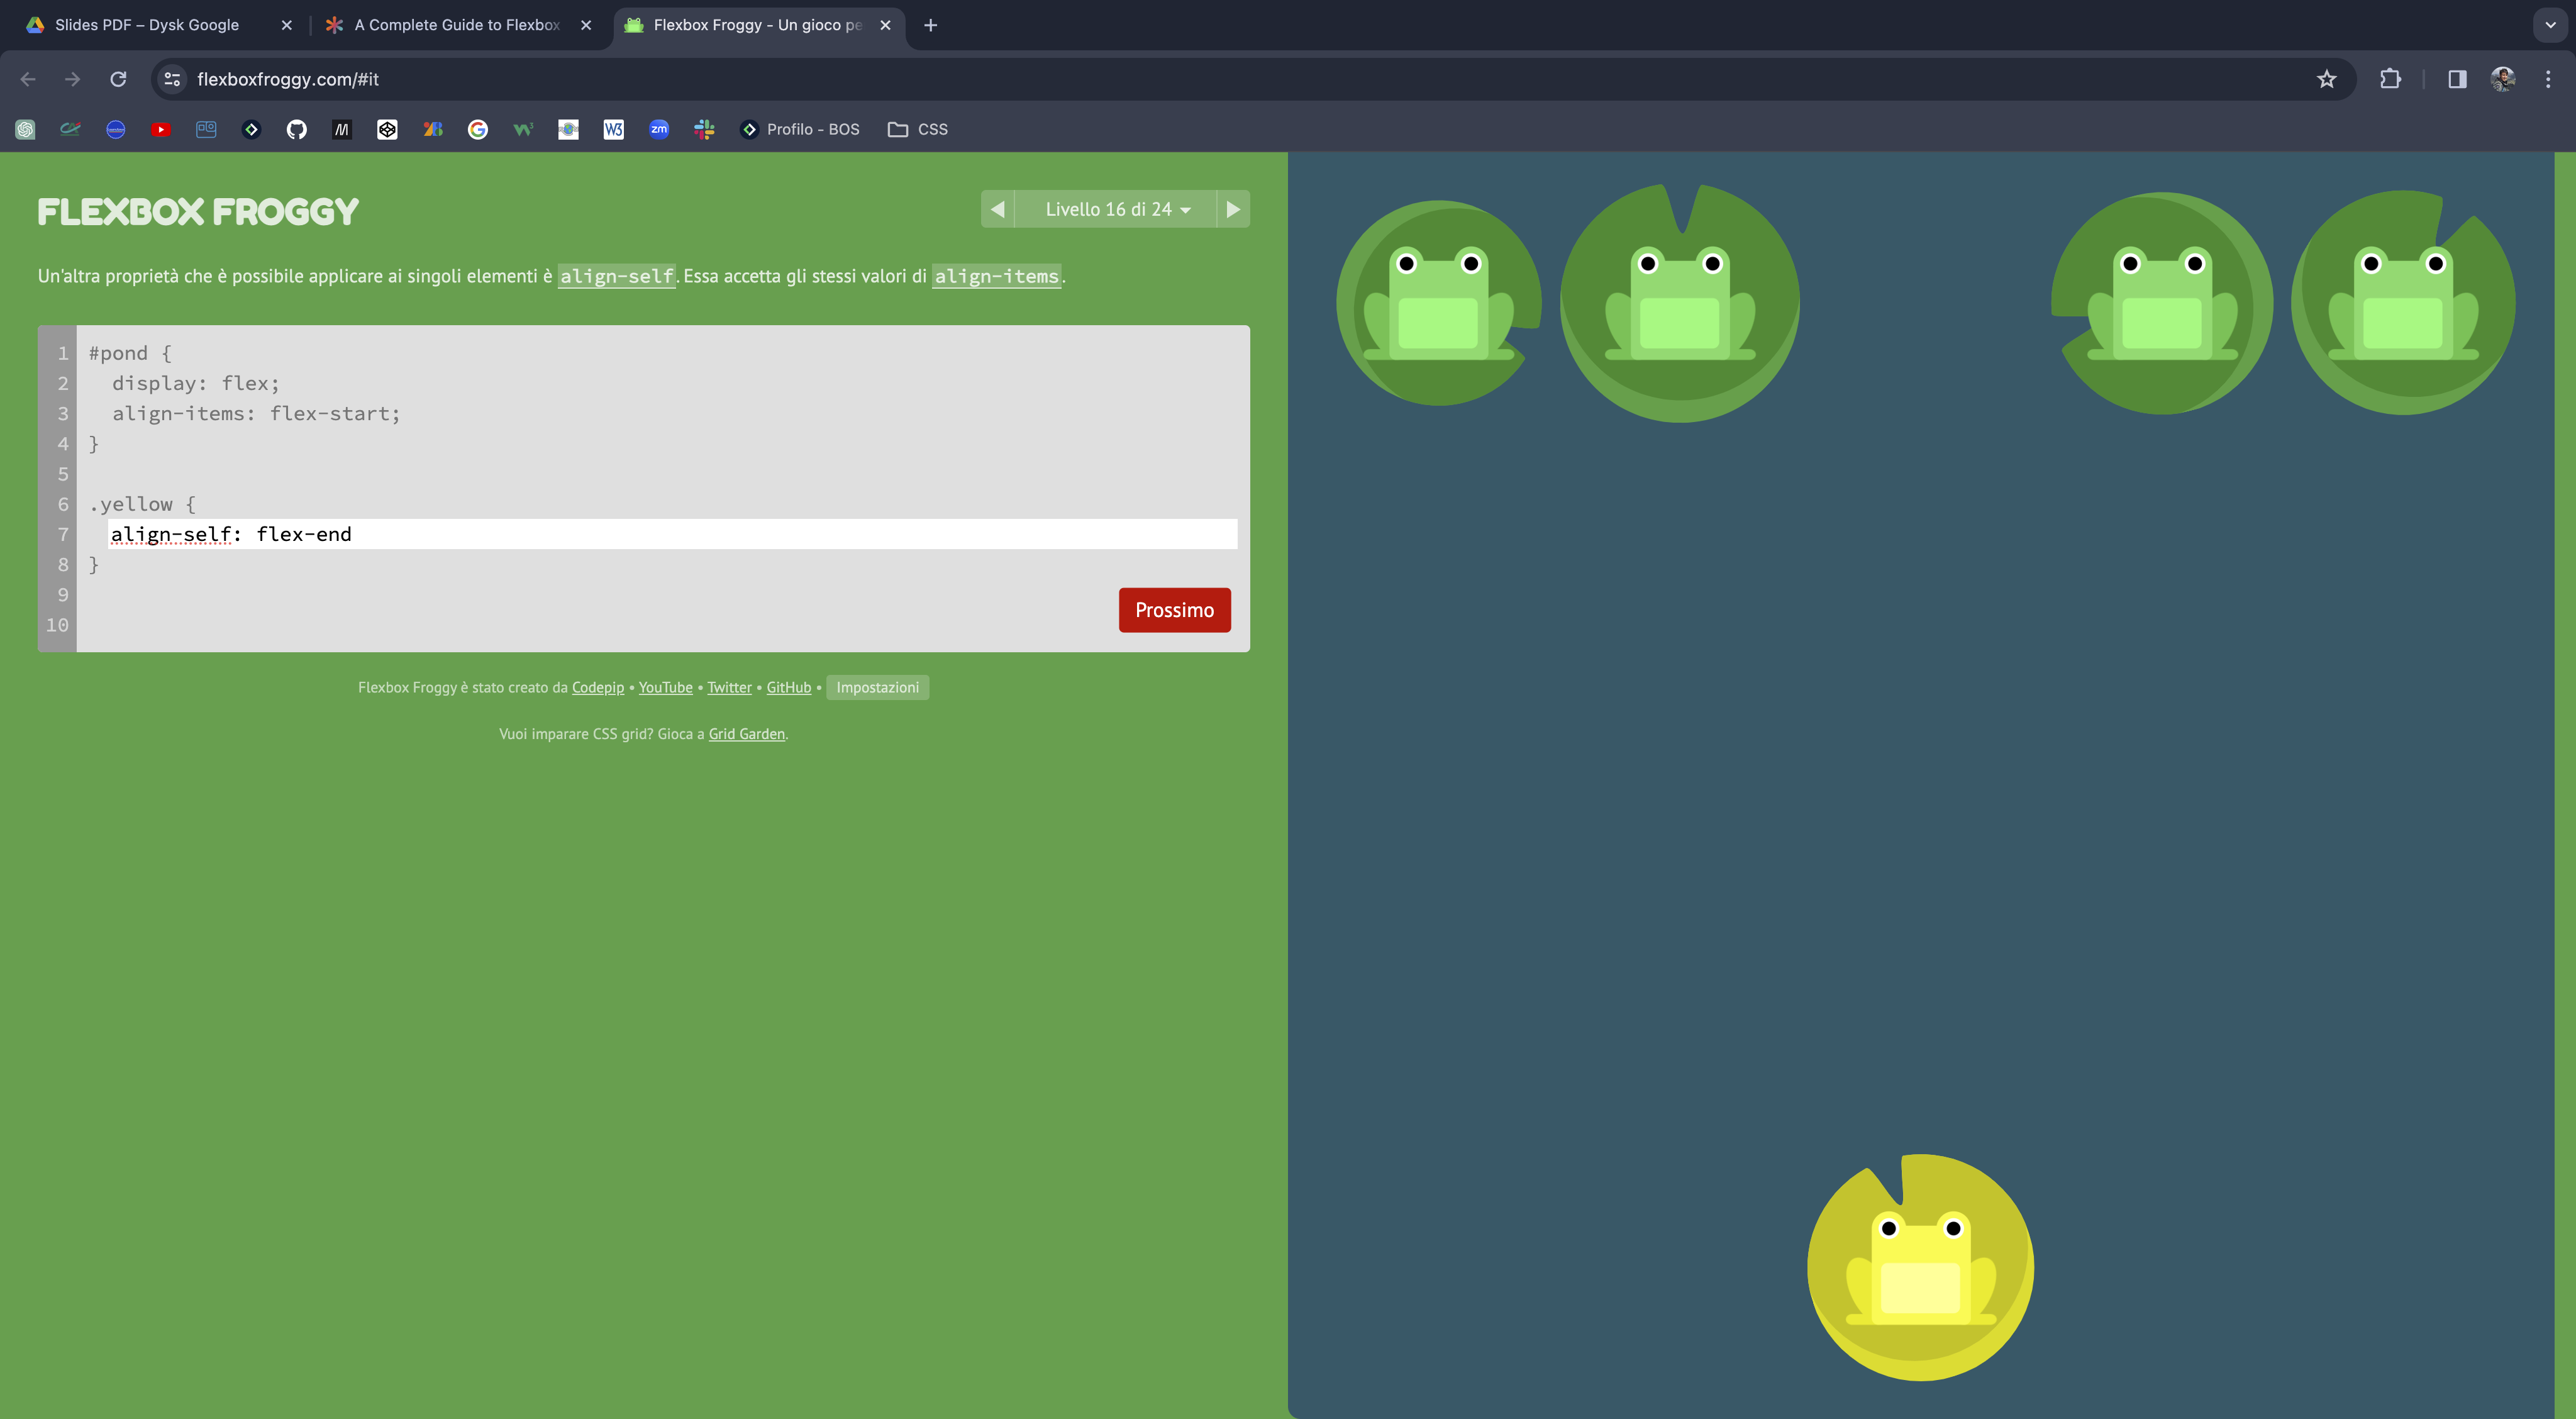 Slides PDF – Dysk Google
A Complete Guide to Flexbox
Flexbox Froggy - Un gioco pe
flexboxfroggy.com/#it
W3
zm
Profilo - BOS
CSS
FLEXBOX FROGGY
Livello 16 di 24
Un'altra proprietà che è possibile applicare ai singoli elementi è align-self. Essa accetta gli stessi valori di align-items.
1 #pond {
2 display: flex;
3 align-items: flex-start;
4 }
5
6 .yellow {
7 align-self: flex-end
8 }
9
10
Prossimo
Flexbox Froggy è stato creato da Codepip • YouTube • Twitter • GitHub • Impostazioni
Vuoi imparare CSS grid? Gioca a Grid Garden.